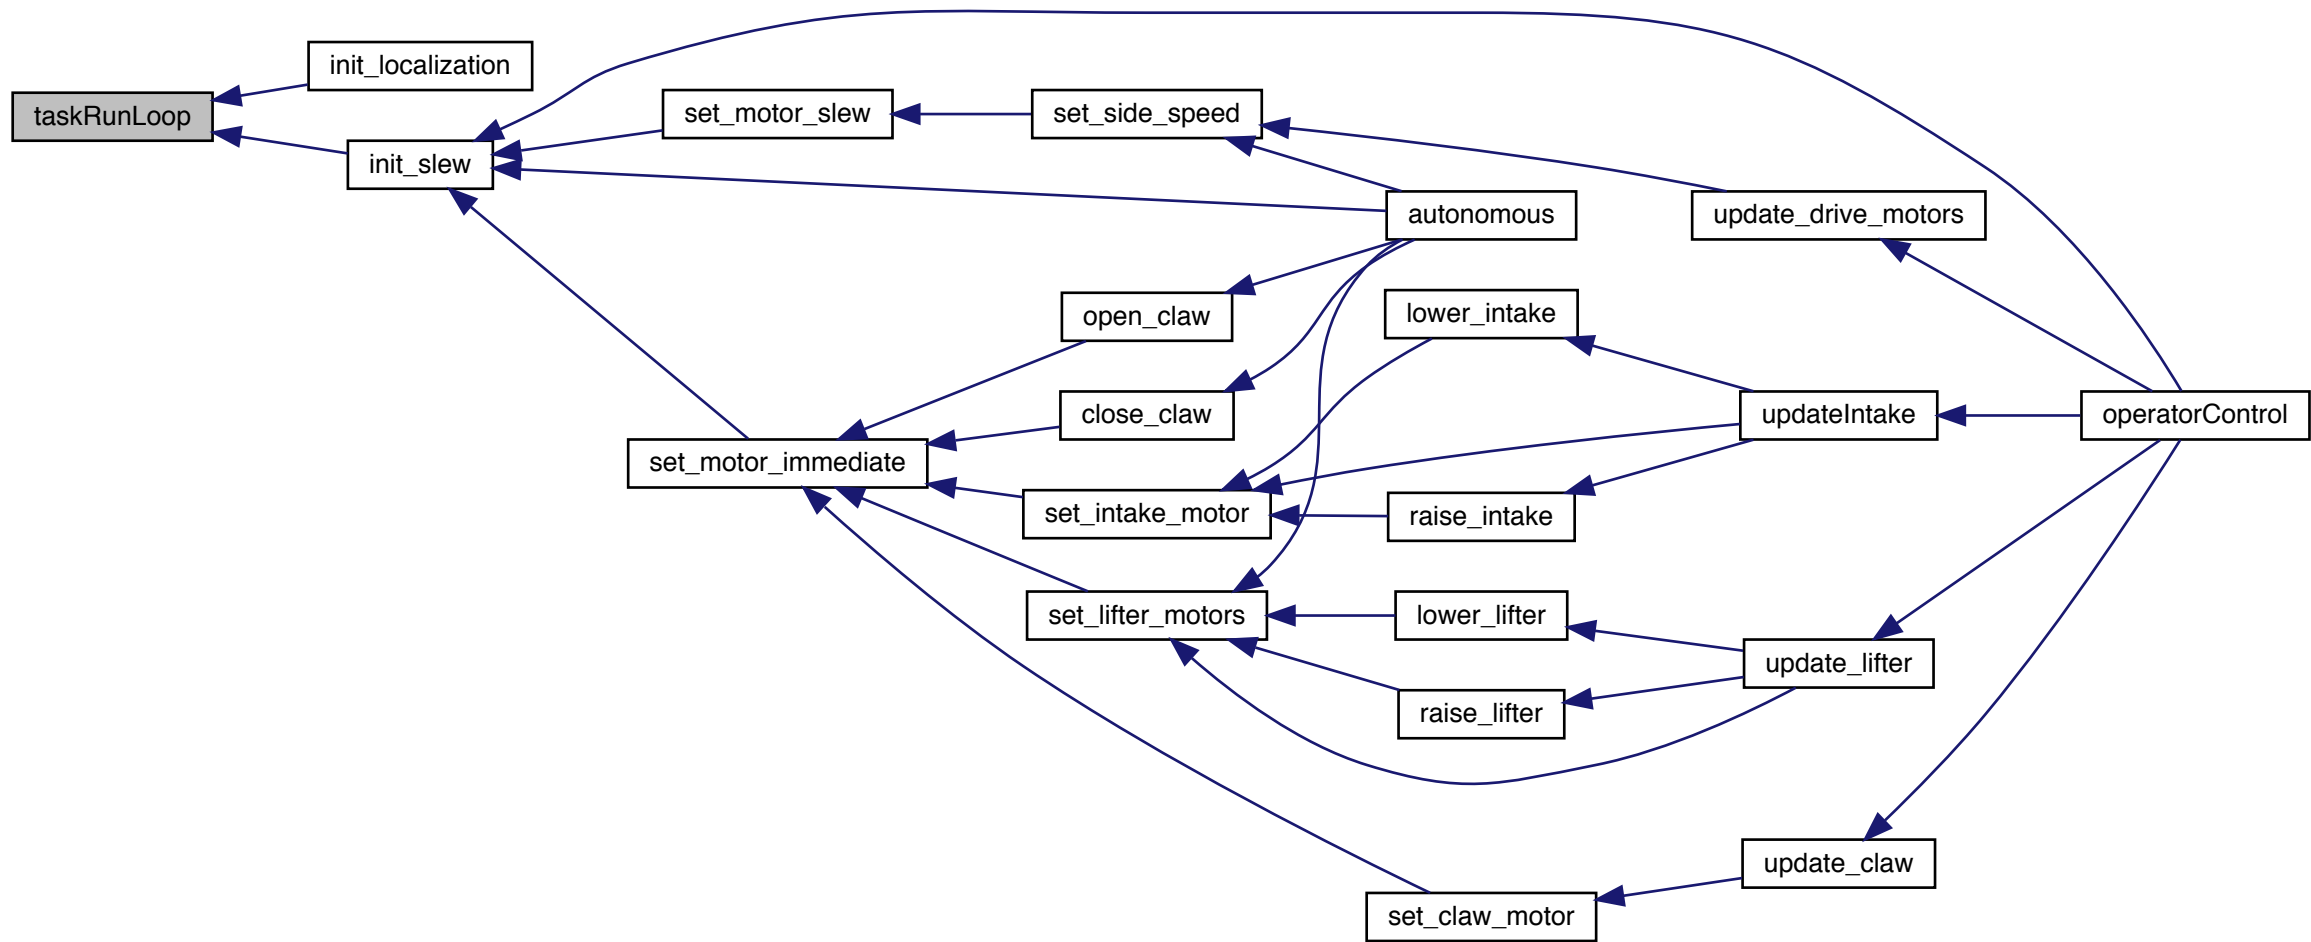 taskRunLoop
init_localization
init_slew
set_motor_slew
set_side_speed
autonomous
update_drive_motors
open_claw
lower_intake
close_claw
updateIntake
operatorControl
set_motor_immediate
set_intake_motor
raise_intake
set_lifter_motors
lower_lifter
update_lifter
raise_lifter
update_claw
set_claw_motor